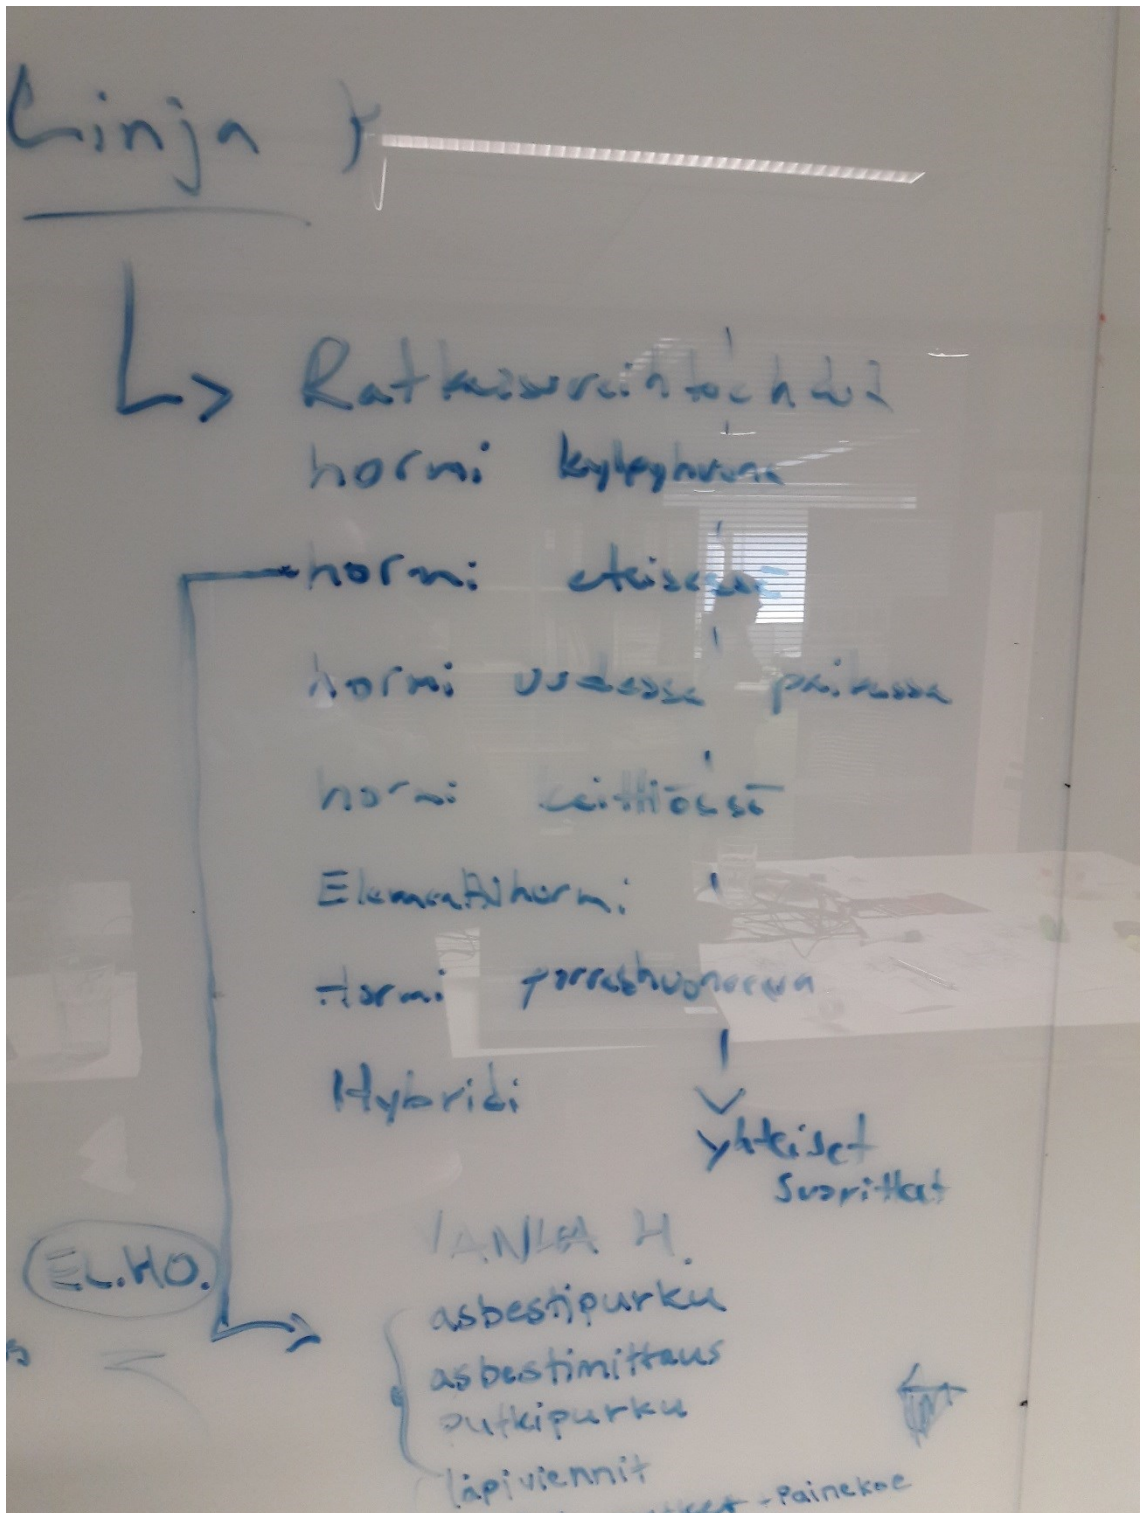 Linja
Ratkaisuvaihtoehdot
hormi kylpyhuone
hormi eteisessä
hormi uudessa paikassa
hormi keittiössä
Elementtihormi
Hormi porrashuoneessa
Hybridi
yhteiset
suoritteet
VANHA H.
EL.HO.
asbestipurku
asbestimittaus
putkipurku
läpiviennit
- Painekoe